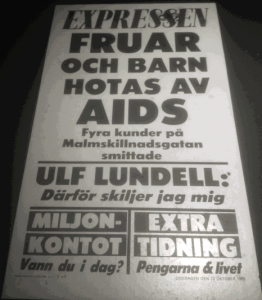 EXPRESSEN
FRUAR
OCH BARN
HOTAS AV
AIDS
Fyra kunder på
Malmskillnadsgatan
smittade
ULF LUNDELL:
Därför skiljer jag mig
MILJON-
KONTOT
Vann du i dag?
EXTRA
TIDNING
Pengarna & livet